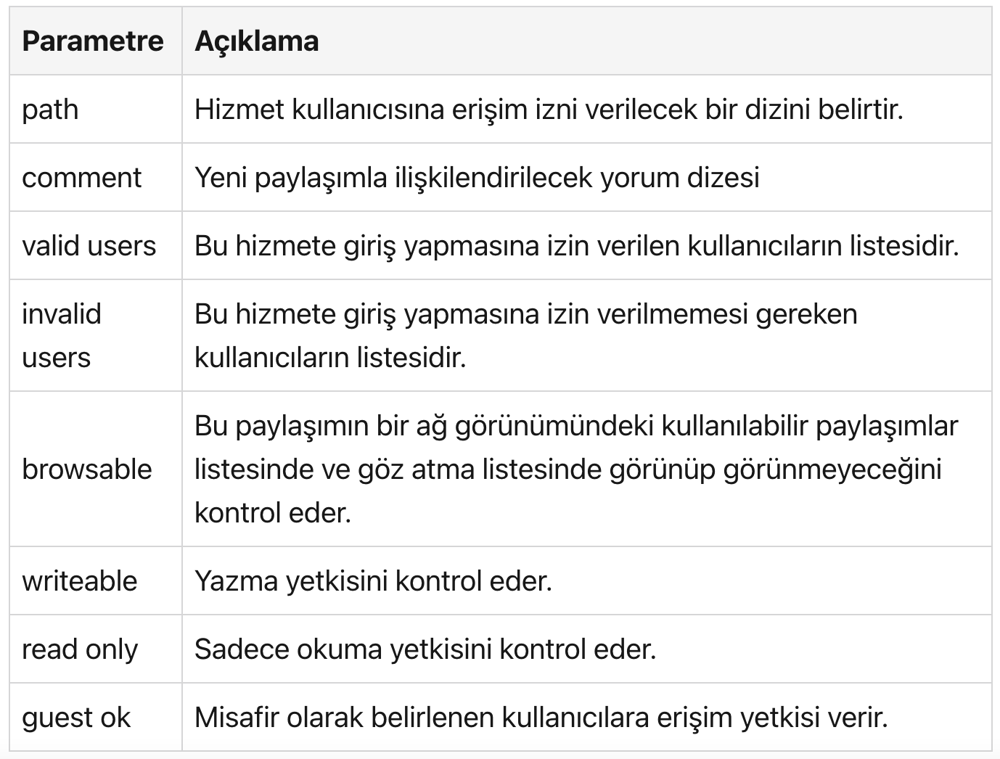 Parametre Açıklama
path Hizmet kullanıcısına erişim izni verilecek bir dizini belirtir.
comment Yeni paylaşımla ilişkilendirilecek yorum dizesi
valid users Bu hizmete giriş yapmasına izin verilen kullanıcıların listesidir.
invalid
users
Bu hizmete giriş yapmasına izin verilmemesi gereken
kullanıcıların listesidir.
browsable
Bu paylaşımın bir ağ görünümündeki kullanılabilir paylaşımlar
listesinde ve göz atma listesinde görünüp görünmeyeceğini
kontrol eder.
writeable Yazma yetkisini kontrol eder.
read only Sadece okuma yetkisini kontrol eder.
guest ok Misafir olarak belirlenen kullanıcılara erişim yetkisi verir.